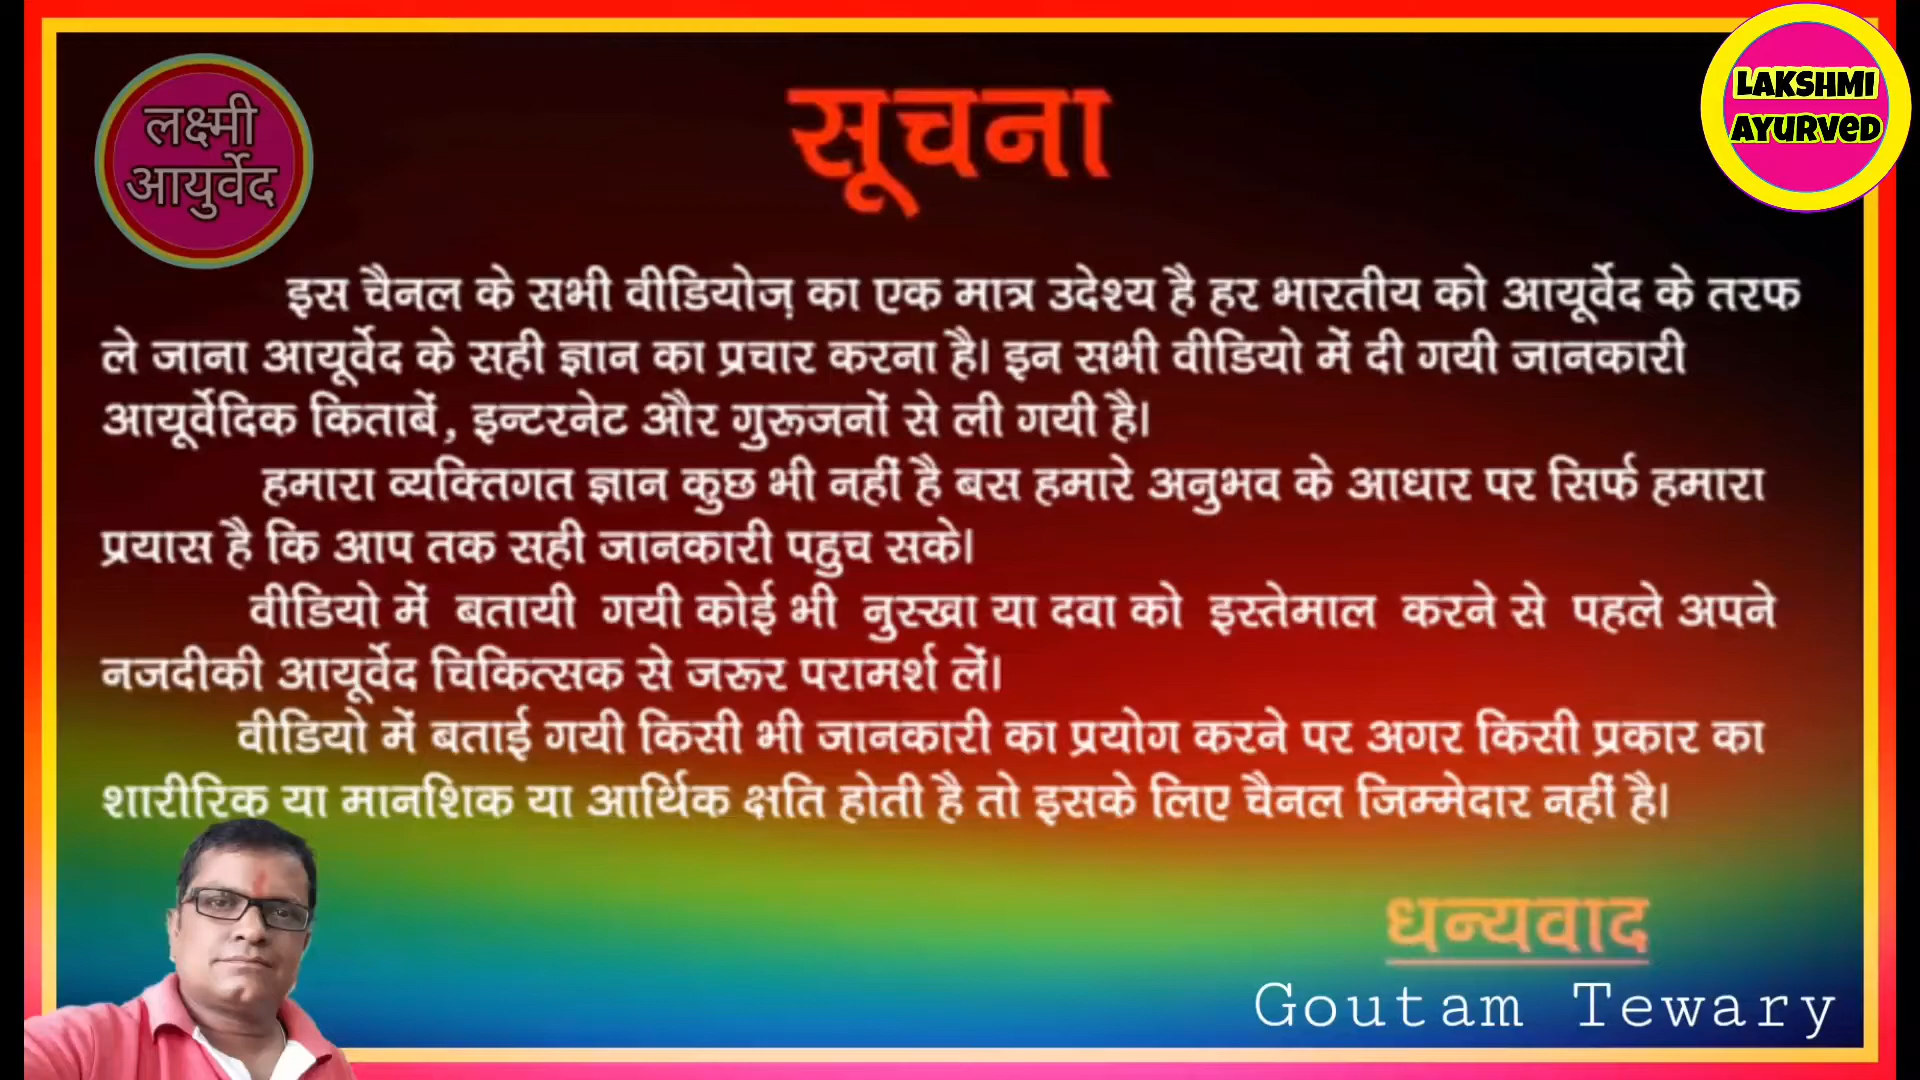 लक्ष्मी
आयुर्वेद
LAKSHMI
AYURVED
सूचना
इस चैनल के सभी वीडियोज़ का एक मात्र उदेश्य है हर भारतीय को आयूर्वेद के तरफ
ले जाना आयूर्वेद के सही ज्ञान का प्रचार करना है। इन सभी वीडियो में दी गयी जानकारी
आयूर्वेदिक किताबें, इन्टरनेट और गुरुजनों से ली गयी है।
हमारा व्यक्तिगत ज्ञान कुछ भी नहीं है बस हमारे अनुभव के आधार पर सिर्फ हमारा
प्रयास है कि आप तक सही जानकारी पहुच सके।
वीडियो में बतायी गयी कोई भी नुस्खा या दवा को इस्तेमाल करने से पहले अपने
नजदीकी आयूर्वेद चिकित्सक से जरूर परामर्श लें।
वीडियो में बताई गयी किसी भी जानकारी का प्रयोग करने पर अगर किसी प्रकार का
शारीरिक या मानशिक या आर्थिक क्षति होती है तो इसके लिए चैनल जिम्मेदार नहीं है।
धन्यवाद
Goutam Tewary